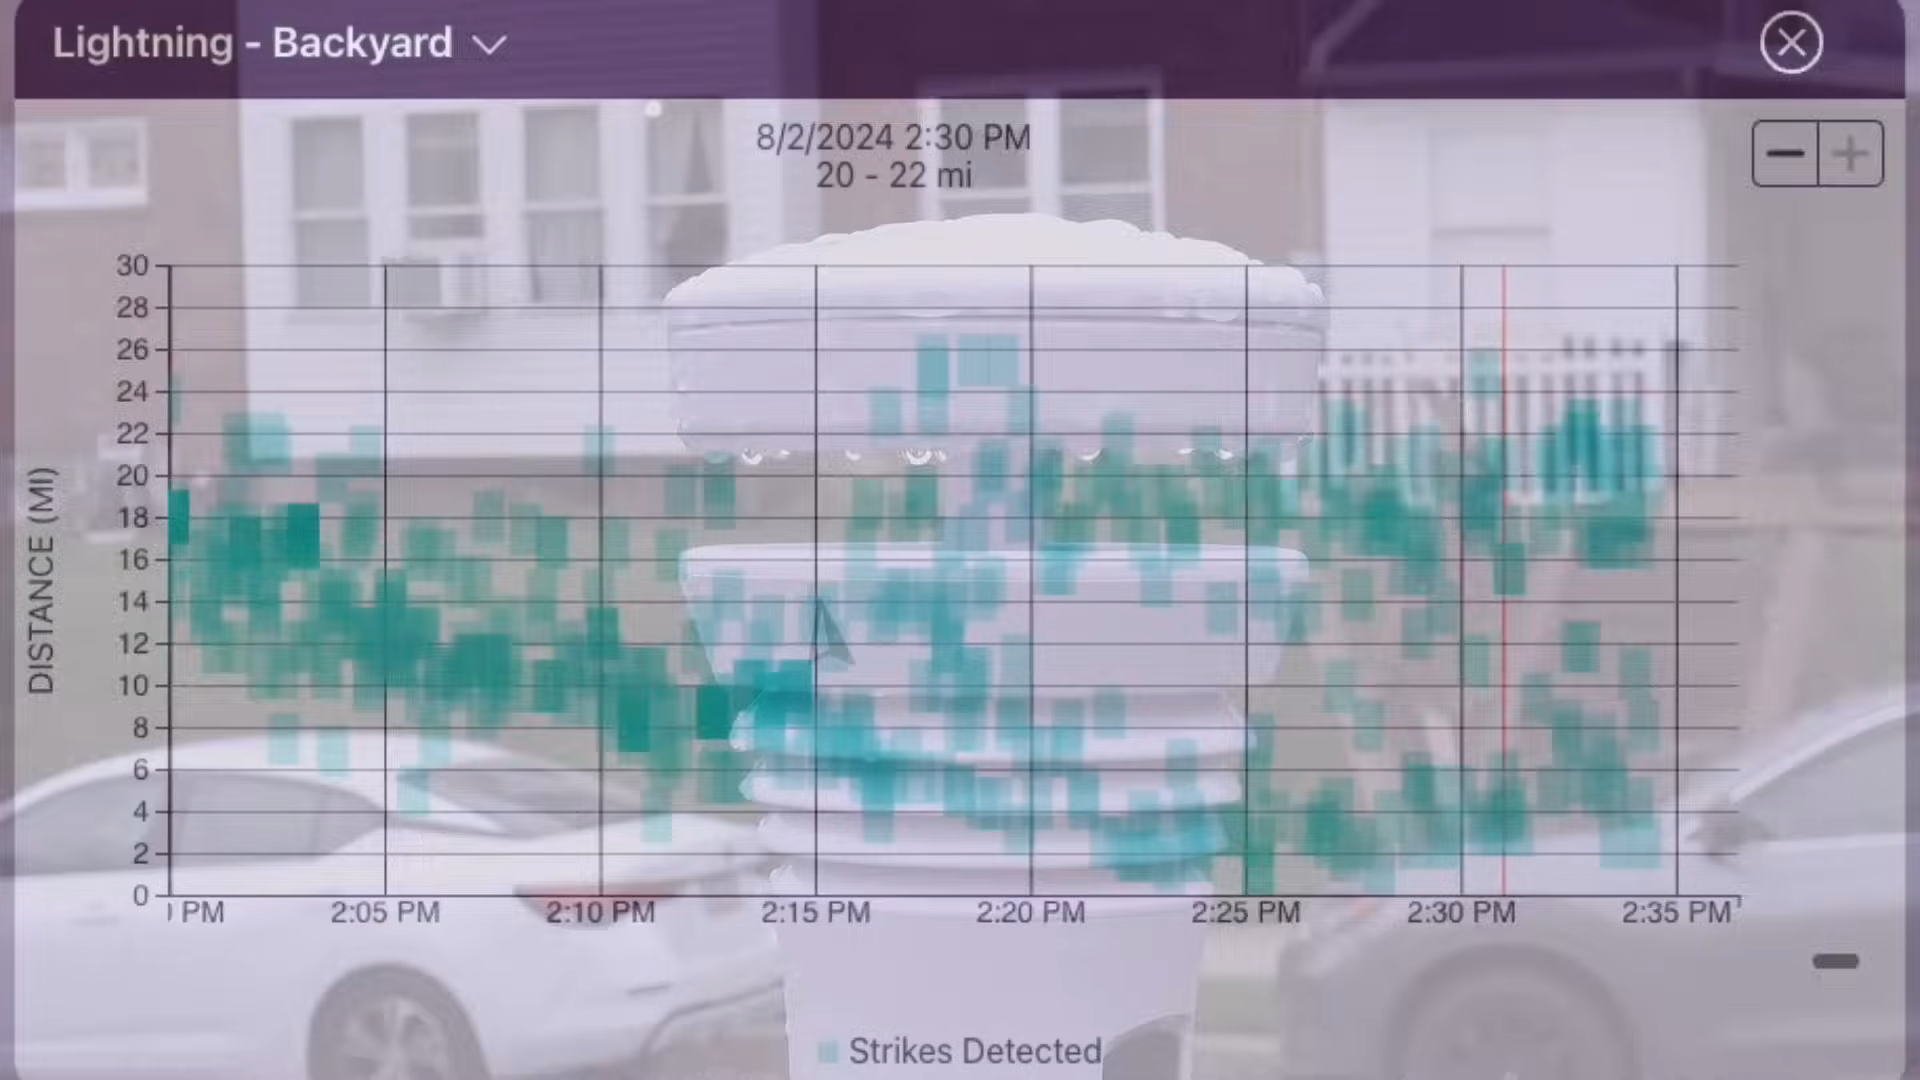 Lightning - Backyard
8/2/2024 2:30 PM
20 - 22 mi
30
28
26
24
22
20
18
16
14
12
10
8
6
4
2
0
DISTANCE (MI)
PM
2:05 PM
2:10 PM
2:15 PM
2:20 PM
2:25 PM
2:30 PM
2:35 PM
Strikes Detected